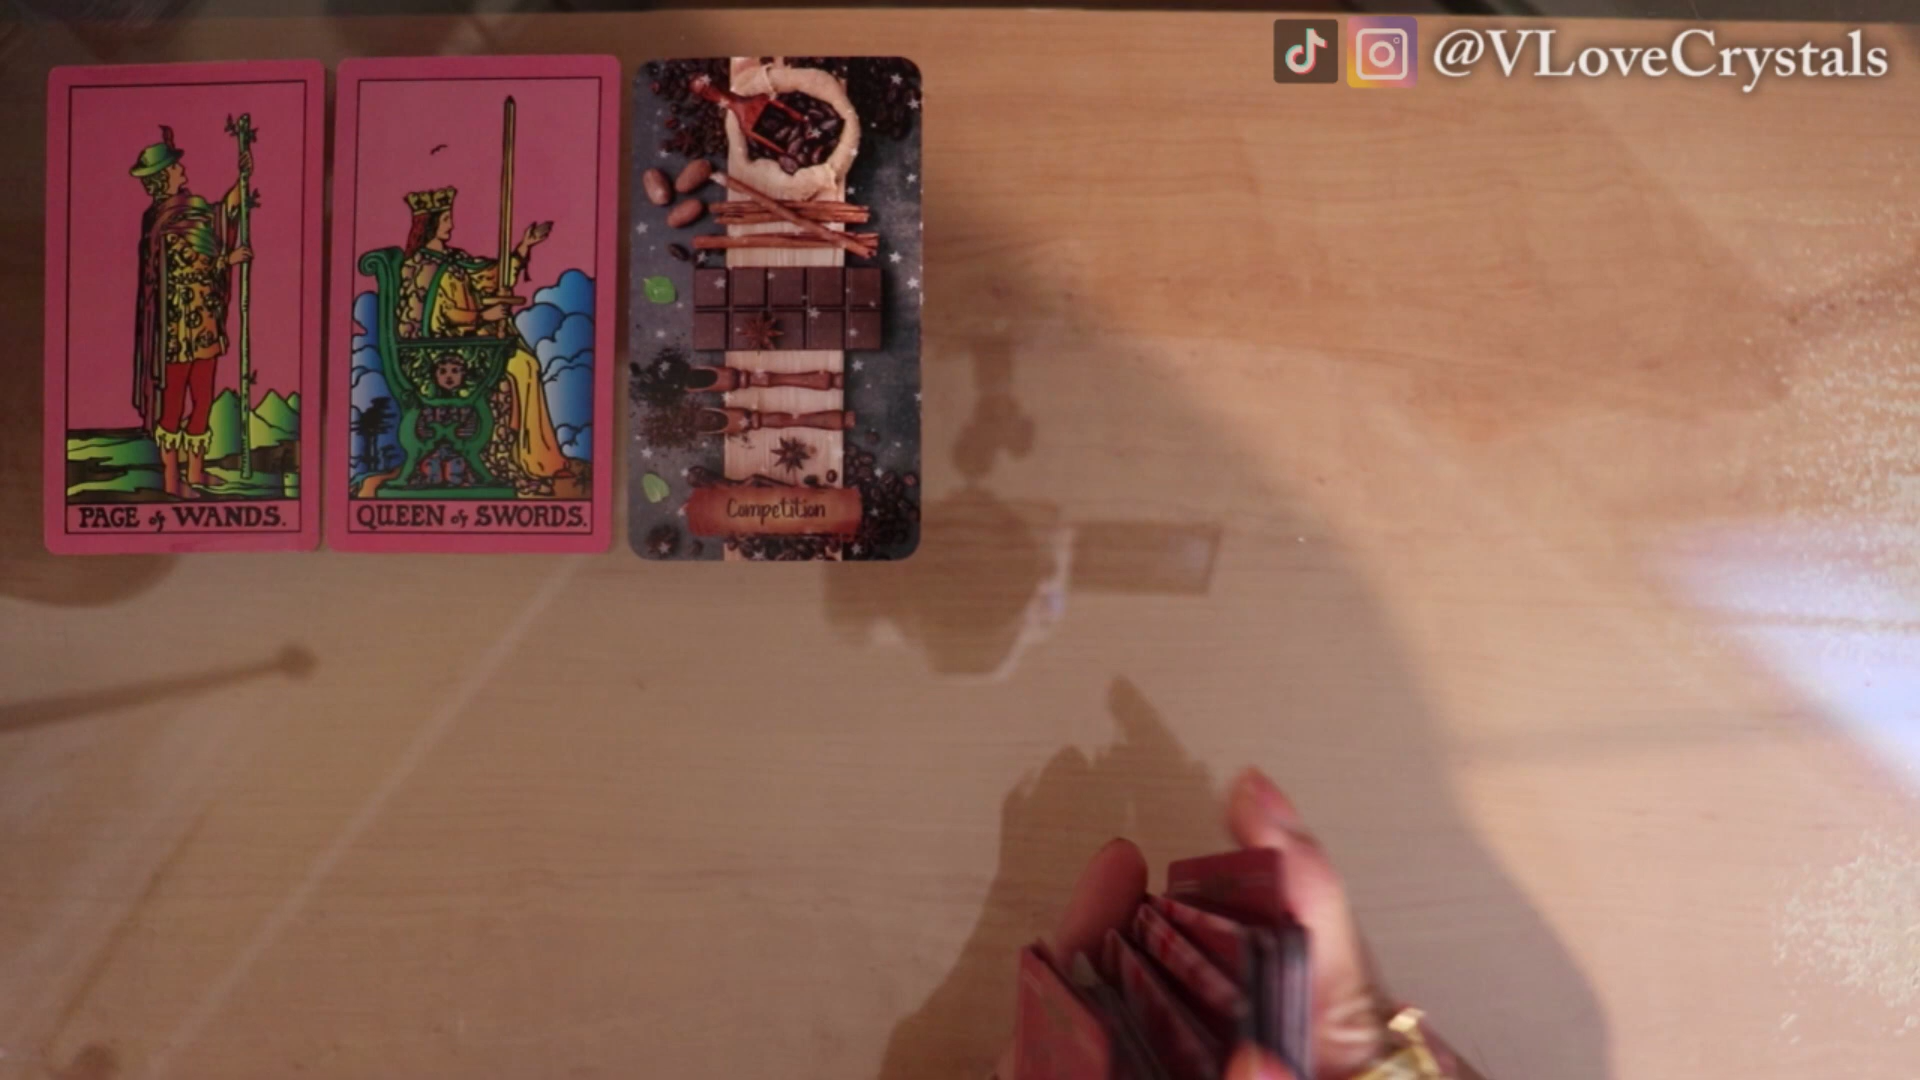 @VLoveCrystals
PAGE of WANDS.
QUEEN of SWORDS.
Competition